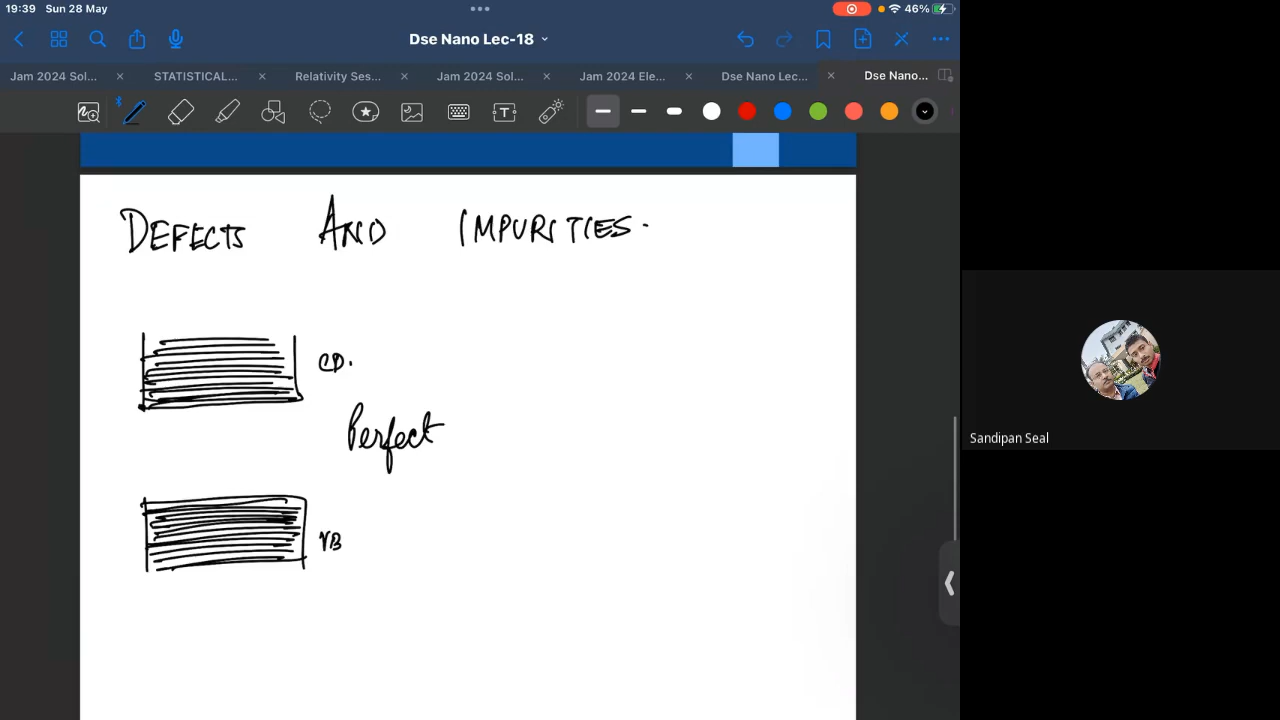 19:39 Sun 28 May
46%
Dse Nano Lec-18
Jam 2024 Sol...
STATISTICAL...
Relativity Ses...
Jam 2024 Sol...
Jam 2024 Ele...
Dse Nano Lec...
Dse Nano...
DEFECTS AND IMPURITIES.
CB.
Perfect
VB
Sandipan Seal